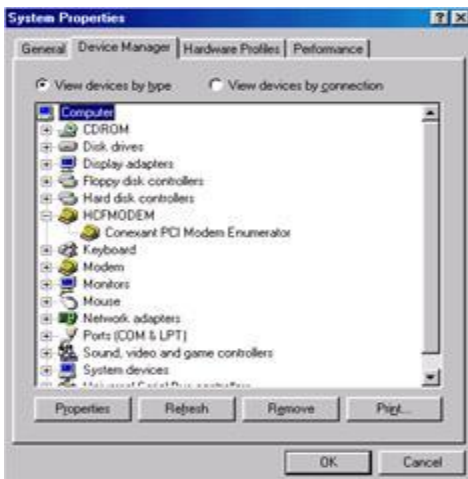 System Properties
General Device Manager Hardware Profiles Performance
View devices by type View devices by connection
Computer
CDROM
Disk drives
Display adapters
Floppy disk controllers
Hard disk controllers
HCFMODEM
Conexant PCI Modem Enumerator
Keyboard
Modem
Monitors
Mouse
Network adapters
Ports (COM & LPT)
Sound, video and game controllers
System devices
Properties Refresh Remove Print...
OK Cancel